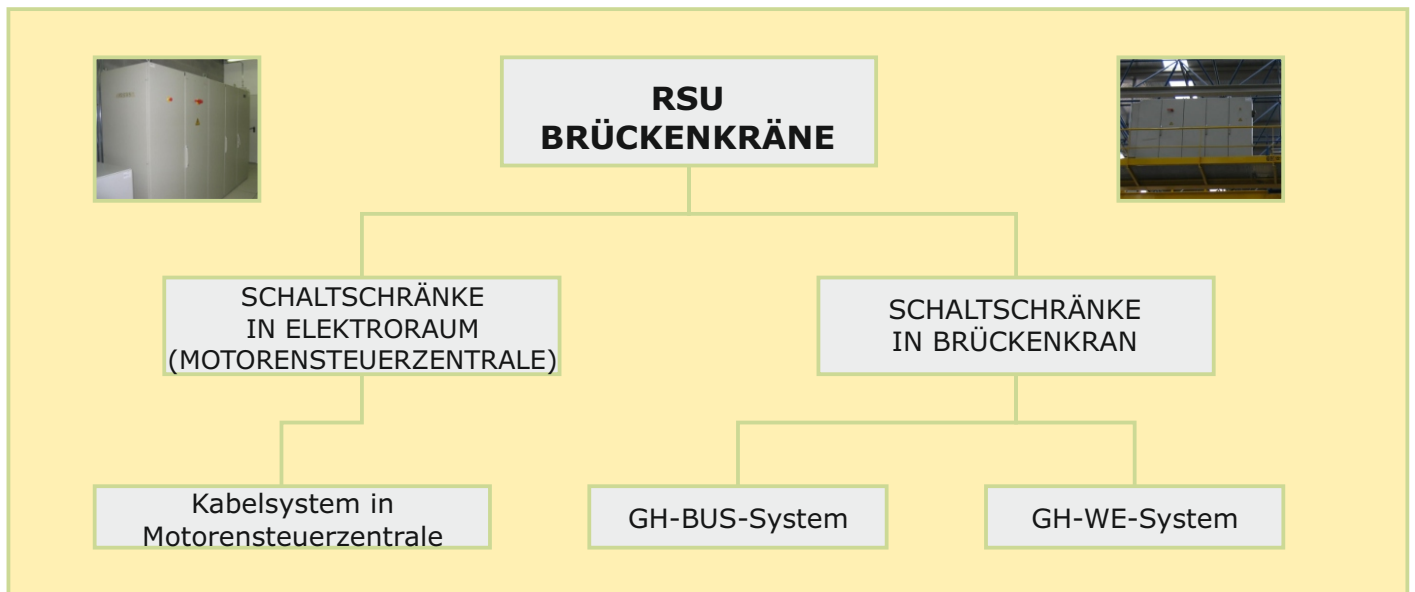 RSU
BRÜCKENKRÄNE
SCHALTSCHRÄNKE
IN ELEKTRORAUM
(MOTORENSTEUERZENTRALE)
SCHALTSCHRÄNKE
IN BRÜCKENKRAN
Kabelsystem in
Motorensteuerzentrale
GH-BUS-System
GH-WE-System